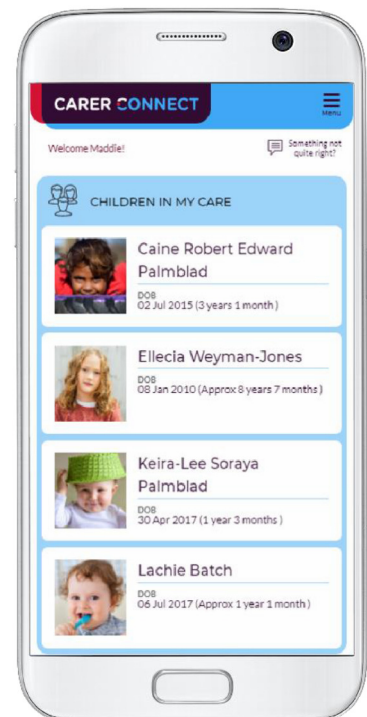 CARER CONNECT
Menu
Welcome Maddie!
Something not
quite right?
CHILDREN IN MY CARE
Caine Robert Edward
Palmblad
DOB
02 Jul 2015 (3 years 1 month )
Ellecia Weyman-Jones
DOB
08 Jan 2010 (Approx 8 years 7 months )
Keira-Lee Soraya
Palmblad
DOB
30 Apr 2017 (1 year 3 months )
Lachie Batch
DOB
06 Jul 2017 (Approx 1 year 1 month )